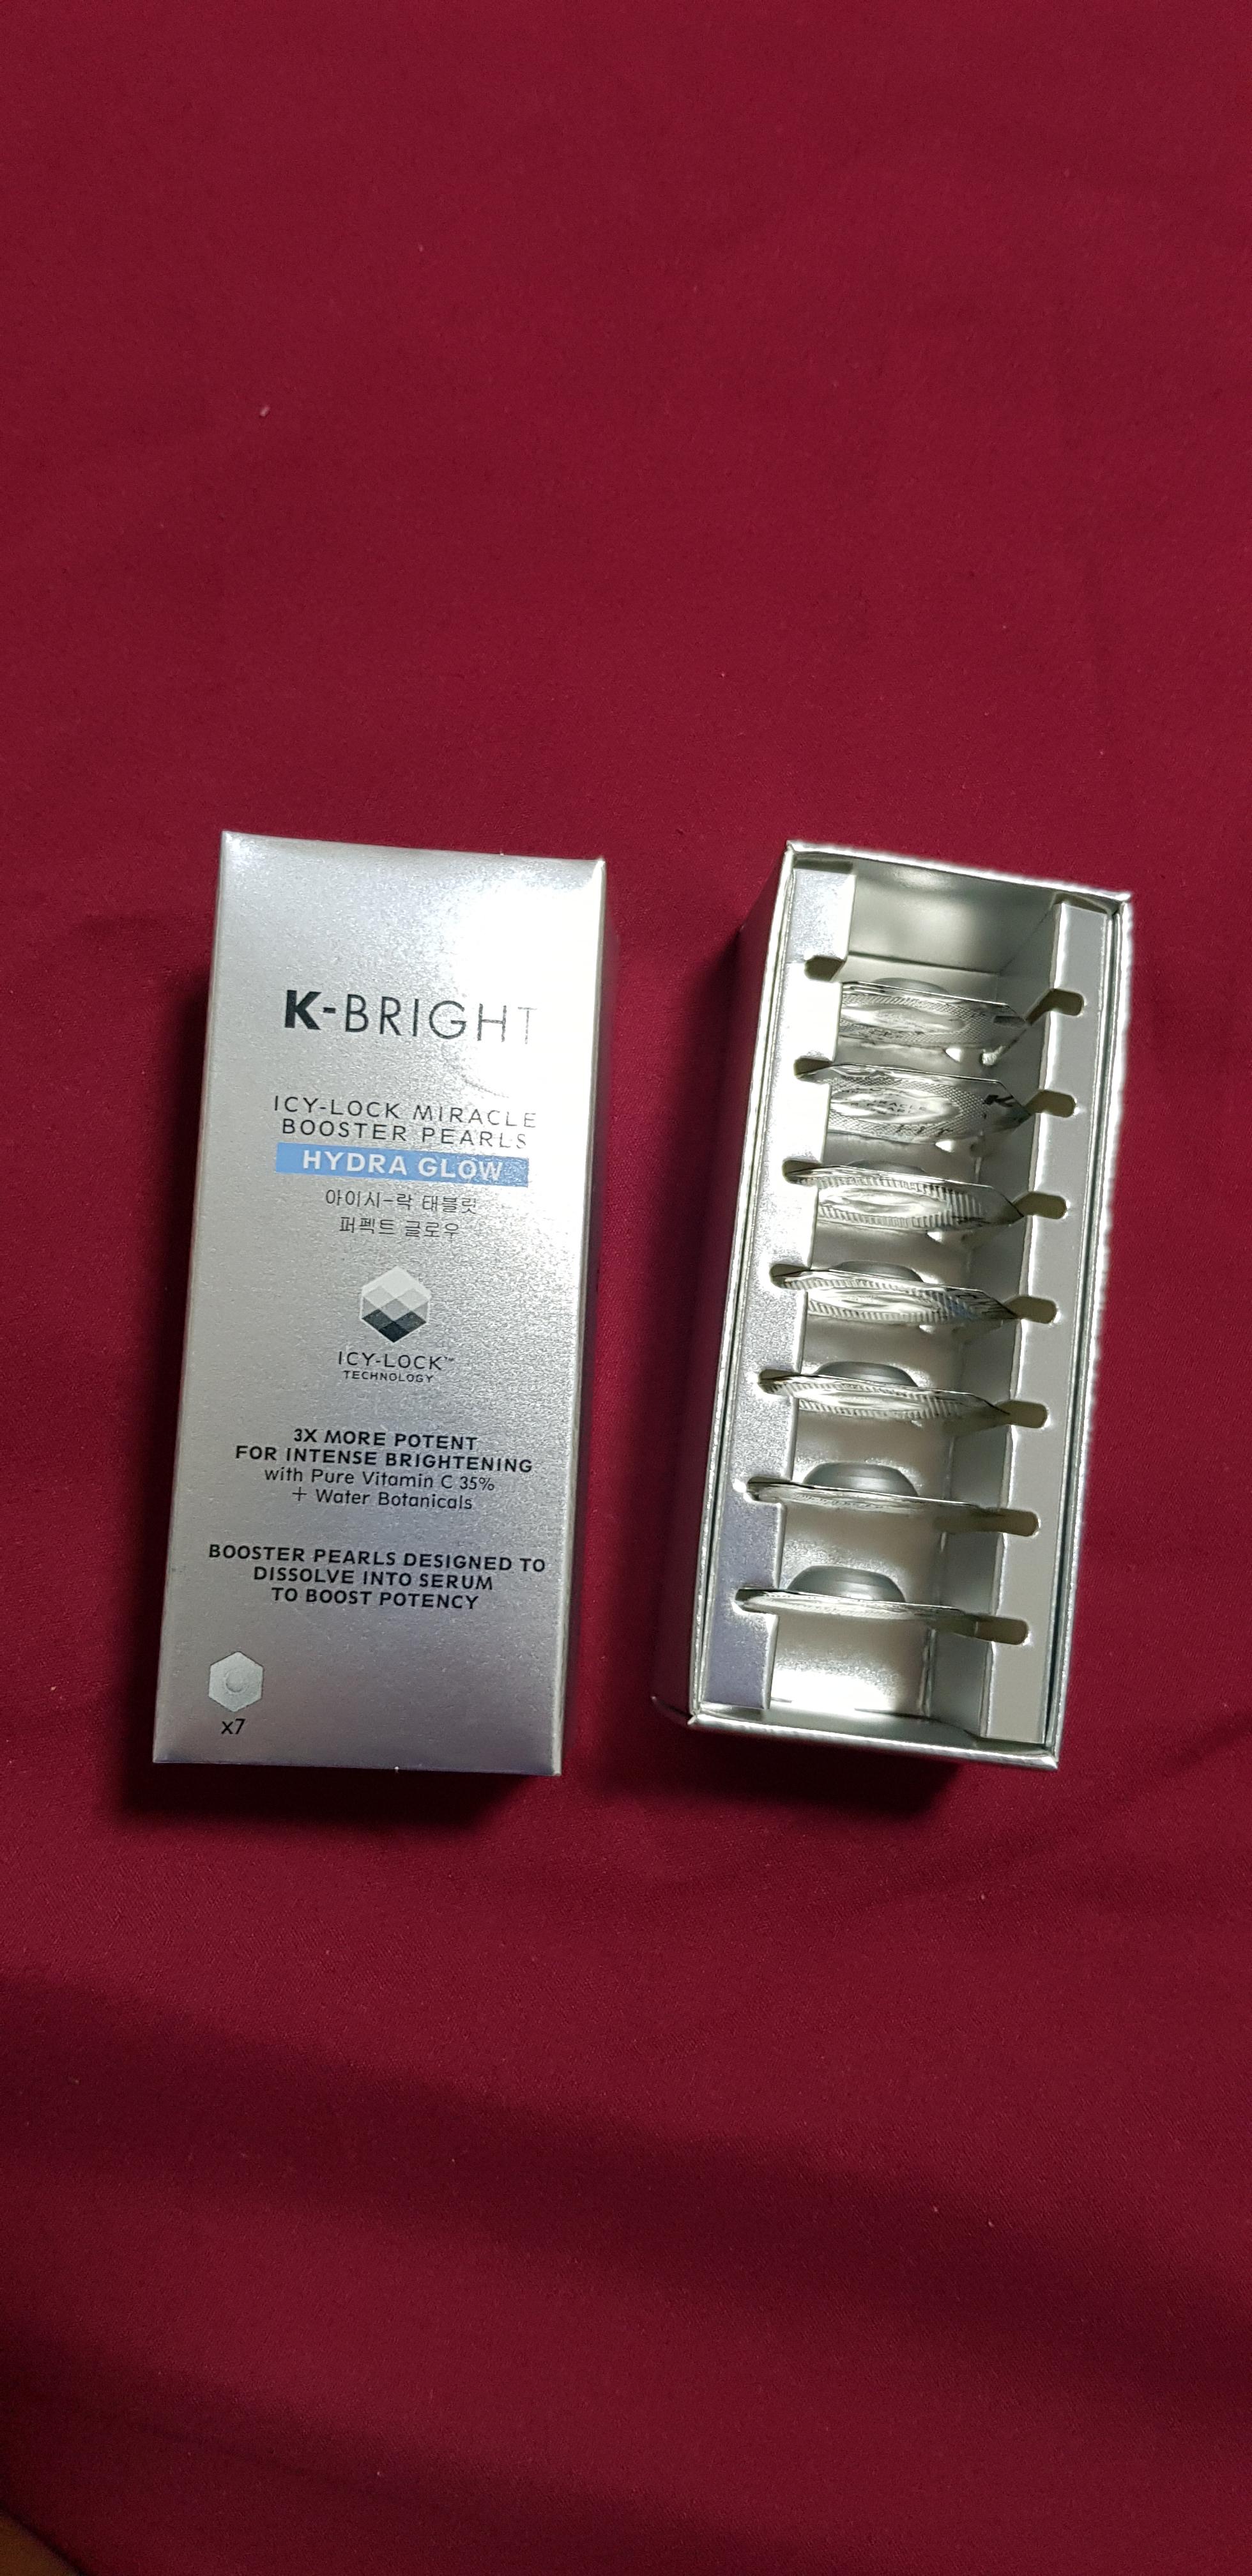 K-BRIGHT
ICY-LOCK MIRACLE
BOOSTER PEARLS
HYDRA GLOW
아이시-락 태블릿
퍼펙트 글로우
ICY-LOCK™
TECHNOLOGY
3X MORE POTENT
FOR INTENSE BRIGHTENING
with Pure Vitamin C 35%
+ Water Botanicals
BOOSTER PEARLS DESIGNED TO
DISSOLVE INTO SERUM
TO BOOST POTENCY
x7